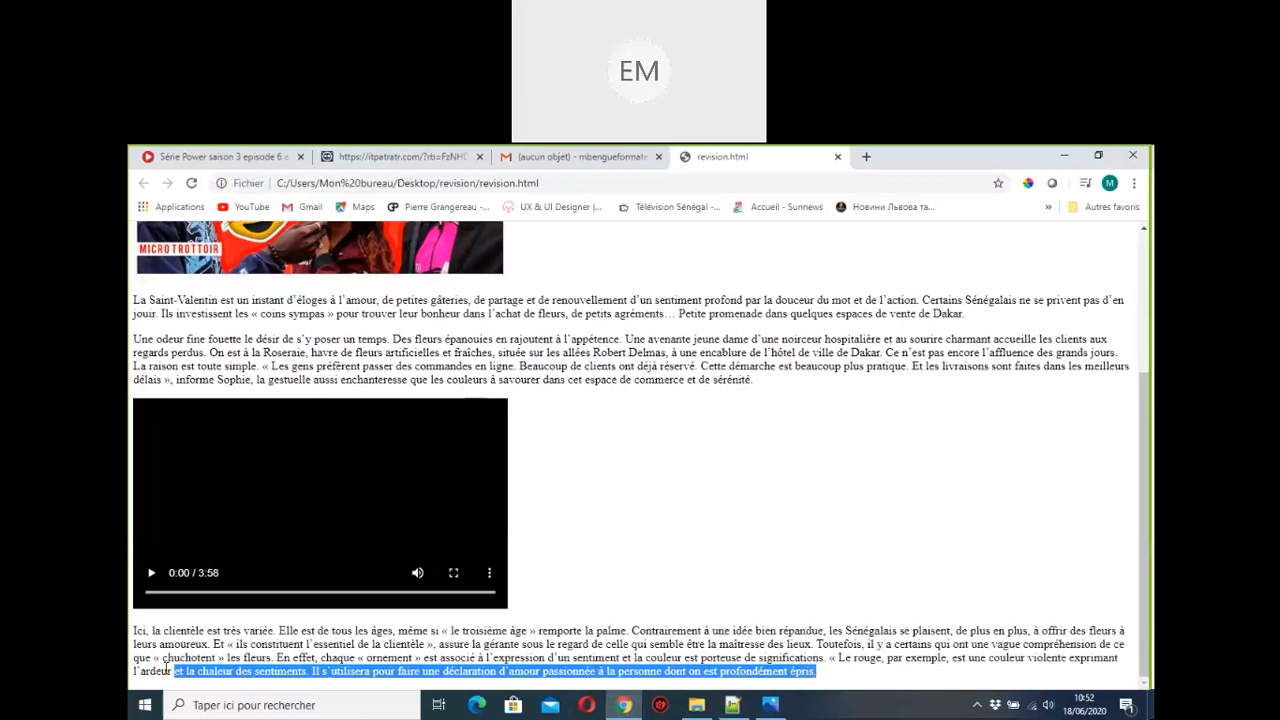 EM
Série Power saison 3 episode 6 e
https://itpatratr.com/?rb=FzNHD
(aucun objet) - mbengueformate
revision.html
Fichier
C:/Users/Mon%20bureau/Desktop/revision/revision.html
M
Applications
YouTube
Gmail
Maps
Pierre Grangereau -...
UX & UI Designer |...
Télévision Sénégal -...
Accueil - Sunnews
Новини Львова та...
»
Autres favoris
MICRO TROTTOIR
La Saint-Valentin est un instant d’éloges à l’amour, de petites gâteries, de partage et de renouvellement d’un sentiment profond par la douceur du mot et de l’action. Certains Sénégalais ne se privent pas d’en
jouir. Ils investissent les « coins sympas » pour trouver leur bonheur dans l’achat de fleurs, de petits agréments… Petite promenade dans quelques espaces de vente de Dakar.
Une odeur fine fouette le désir de s’y poser un temps. Des fleurs épanouies en rajoutent à l’appétence. Une avenante jeune dame d’une noirceur hospitalière et au sourire charmant accueille les clients aux
regards perdus. On est à la Roseraie, havre de fleurs artificielles et fraîches, située sur les allées Robert Delmas, à une encablure de l’hôtel de ville de Dakar. Ce n’est pas encore l’affluence des grands jours.
La raison est toute simple. « Les gens préfèrent passer des commandes en ligne. Beaucoup de clients ont déjà réservé. Cette démarche est beaucoup plus pratique. Et les livraisons sont faites dans les meilleurs
délais », informe Sophie, la gestuelle aussi enchanteresse que les couleurs à savourer dans cet espace de commerce et de sérénité.
0:00 / 3:58
Ici, la clientèle est très variée. Elle est de tous les âges, même si « le troisième âge » remporte la palme. Contrairement à une idée bien répandue, les Sénégalais se plaisent, de plus en plus, à offrir des fleurs à
leurs amoureux. Et « ils constituent l’essentiel de la clientèle », assure la gérante sous le regard de celle qui semble être la maîtresse des lieux. Toutefois, il y a certains qui ont une vague compréhension de ce
que « chuchotent » les fleurs. En effet, chaque « ornement » est associé à l’expression d’un sentiment et la couleur est porteuse de significations. « Le rouge, par exemple, est une couleur violente exprimant
l’ardeur et la chaleur des sentiments. Il s’utilisera pour faire une déclaration d’amour passionnée à la personne dont on est profondément épris.
Taper ici pour rechercher
10:52
18/06/2020
1